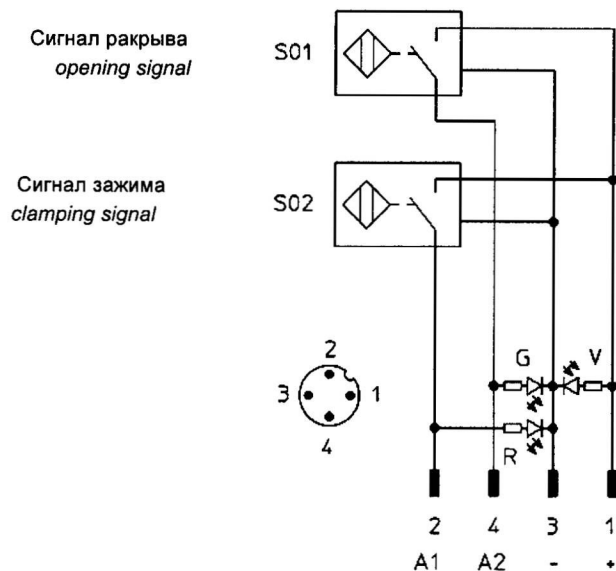 Сигнал ракрыва
opening signal
S01
Сигнал зажима
clamping signal
S02
G
V
2
3
1
4
R
2 4 3 1
A1 A2 - +